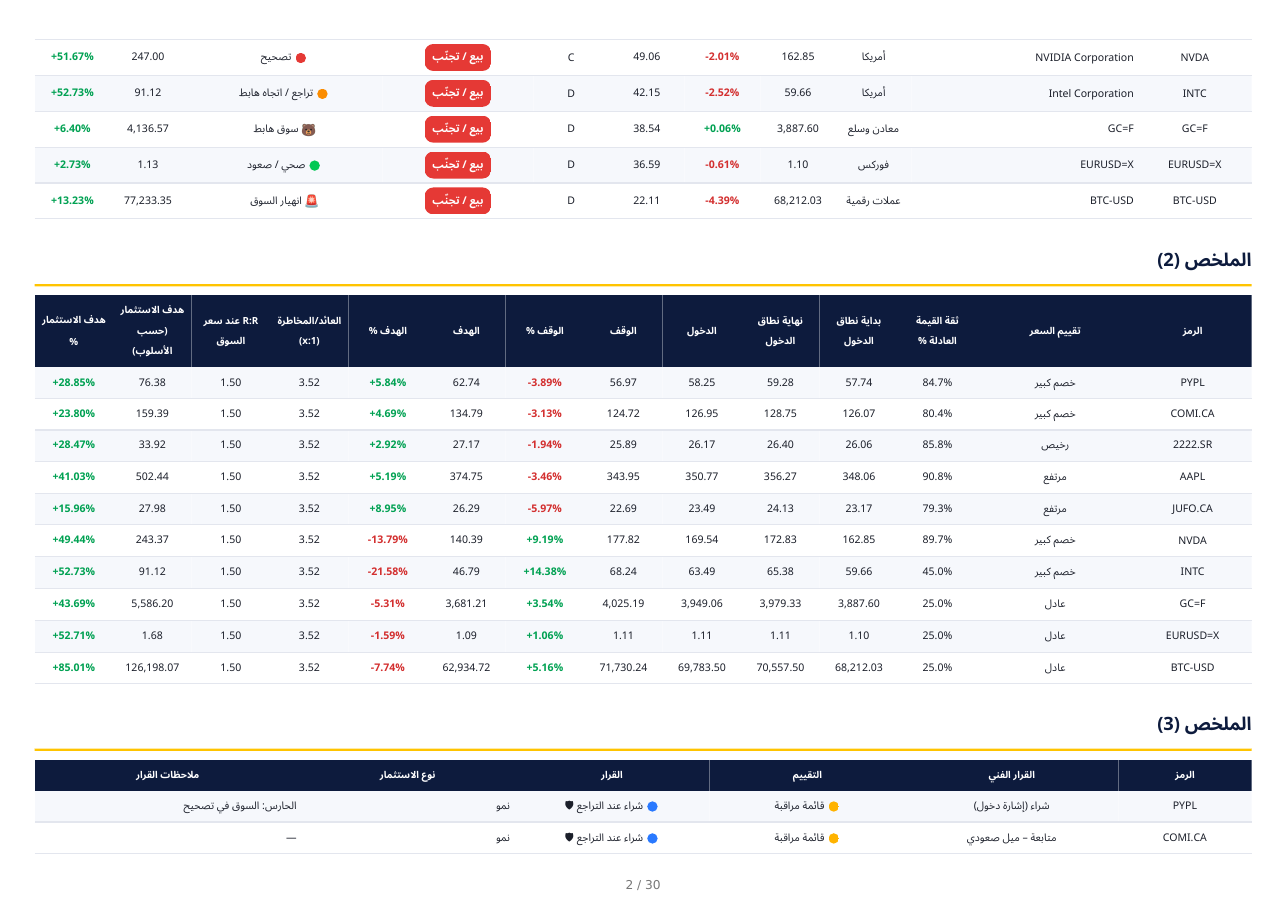 NVDA NVIDIA Corporation أمريكا 162.85 -2.01% 49.06 C بيع / تجنّب 🔴 تصحيح 247.00 +51.67%
INTC Intel Corporation أمريكا 59.66 -2.52% 42.15 D بيع / تجنّب 🟠 تراجع / اتجاه هابط 91.12 +52.73%
GC=F GC=F معادن وسلع 3,887.60 +0.06% 38.54 D بيع / تجنّب 🐻 سوق هابط 4,136.57 +6.40%
EURUSD=X EURUSD=X فوركس 1.10 -0.61% 36.59 D بيع / تجنّب 🟢 صحي / صعود 1.13 +2.73%
BTC-USD BTC-USD عملات رقمية 68,212.03 -4.39% 22.11 D بيع / تجنّب 🚨 انهيار السوق 77,233.35 +13.23%
الملخص (2)
الرمز تقييم السعر ثقة القيمة العادلة % بداية نطاق الدخول نهاية نطاق الدخول الدخول الوقف الوقف % الهدف الهدف % العائد/المخاطرة (x:1) R:R عند سعر السوق هدف الاستثمار (حسب الأسلوب) هدف الاستثمار %
PYPL خصم كبير 84.7% 57.74 59.28 58.25 56.97 -3.89% 62.74 +5.84% 3.52 1.50 76.38 +28.85%
COMI.CA خصم كبير 80.4% 126.07 128.75 126.95 124.72 -3.13% 134.79 +4.69% 3.52 1.50 159.39 +23.80%
2222.SR رخيص 85.8% 26.06 26.40 26.17 25.89 -1.94% 27.17 +2.92% 3.52 1.50 33.92 +28.47%
AAPL مرتفع 90.8% 348.06 356.27 350.77 343.95 -3.46% 374.75 +5.19% 3.52 1.50 502.44 +41.03%
JUFO.CA مرتفع 79.3% 23.17 24.13 23.49 22.69 -5.97% 26.29 +8.95% 3.52 1.50 27.98 +15.96%
NVDA خصم كبير 89.7% 162.85 172.83 169.54 177.82 +9.19% 140.39 -13.79% 3.52 1.50 243.37 +49.44%
INTC خصم كبير 45.0% 59.66 65.38 63.49 68.24 +14.38% 46.79 -21.58% 3.52 1.50 91.12 +52.73%
GC=F عادل 25.0% 3,887.60 3,979.33 3,949.06 4,025.19 +3.54% 3,681.21 -5.31% 3.52 1.50 5,586.20 +43.69%
EURUSD=X عادل 25.0% 1.10 1.11 1.11 1.11 +1.06% 1.09 -1.59% 3.52 1.50 1.68 +52.71%
BTC-USD عادل 25.0% 68,212.03 70,557.50 69,783.50 71,730.24 +5.16% 62,934.72 -7.74% 3.52 1.50 126,198.07 +85.01%
الملخص (3)
الرمز القرار الفني التقييم القرار نوع الاستثمار ملاحظات القرار
PYPL شراء (إشارة دخول) 🟡 قائمة مراقبة 🔵 شراء عند التراجع 🛡 نمو الحارس: السوق في تصحيح
COMI.CA متابعة – ميل صعودي 🟡 قائمة مراقبة 🔵 شراء عند التراجع 🛡 نمو —
2 / 30